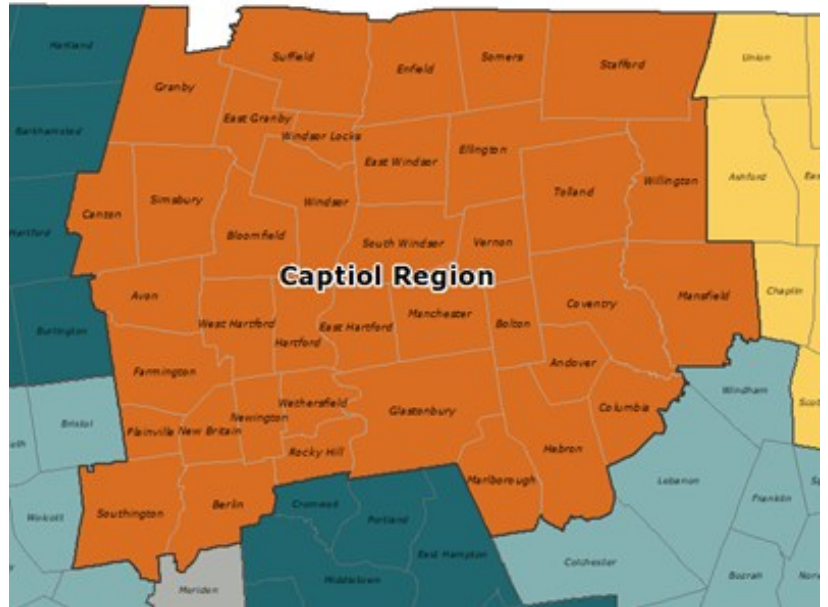 Hartland
Granby
Suffield
Enfield
Somers
Stafford
Union
East Granby
Windsor Locks
Barkhamsted
East Windsor
Ellington
Tolland
Willington
Ashford
Canton
Simsbury
Windsor
Hartford
Bloomfield
South Windsor
Vernon
Captiol Region
Avon
Mansfield
Chaplin
Coventry
Burlington
West Hartford
Hartford
East Hartford
Manchester
Bolton
Farmington
Andover
Windham
Bristol
Plainville
New Britain
Newington
Wethersfield
Glastonbury
Columbia
Rocky Hill
Hebron
Marlborough
Lebanon
Southington
Berlin
Cromwell
Portland
Franklin
Wolcott
East Hampton
Colchester
Middletown
Meriden
Bozrah